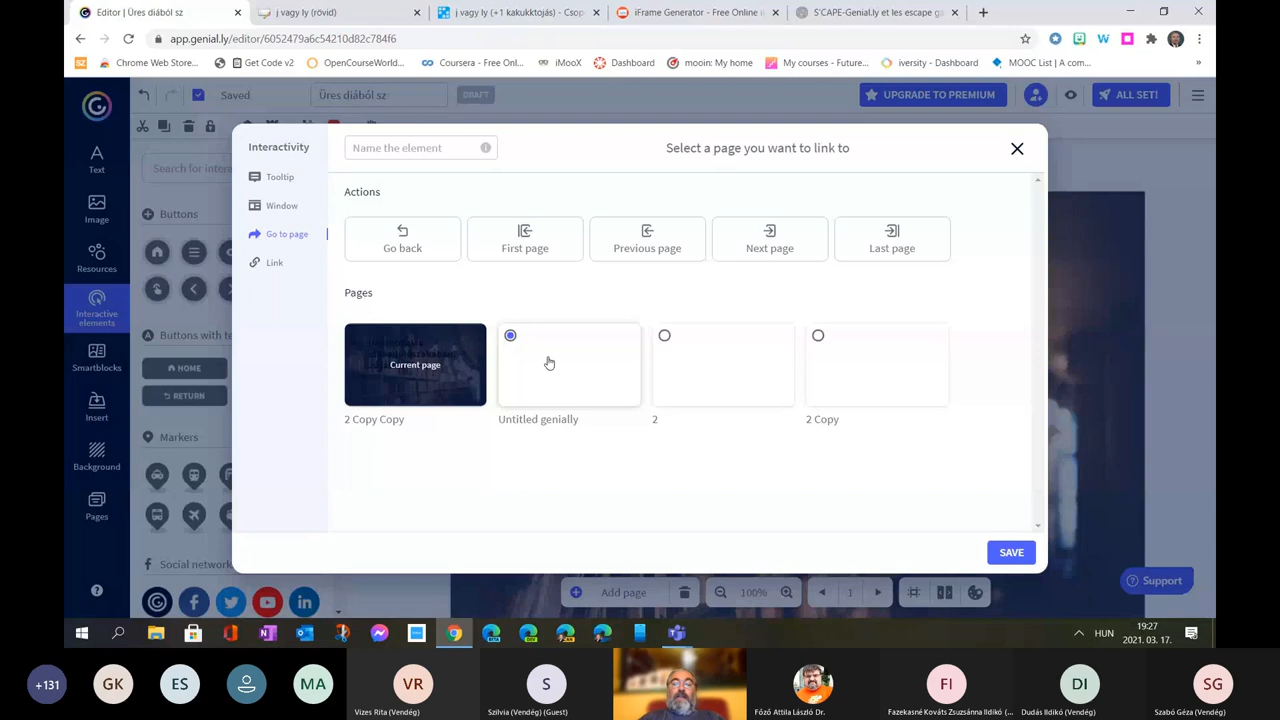 Editor | Üres diából sz
j vagy ly (rövid)
j vagy ly (+1 kakukktojás) - Csop
iFrame Generator - Free Online i
S'CAPE-Genial.ly et les escape g
app.genial.ly/editor/6052479a6c54210d82c784f6
Chrome Web Store...
Get Code v2
OpenCourseWorld...
Coursera - Free Onl...
iMooX
Dashboard
mooin: My home
My courses - Future...
iversity - Dashboard
MOOC List | A com...
Saved
Üres diából sz
DRAFT
UPGRADE TO PREMIUM
ALL SET!
Text
Image
Resources
Interactive
elements
Smartblocks
Insert
Background
Pages
Search for inter
Buttons
Buttons with te
HOME
RETURN
Markers
Social network
Interactivity
Tooltip
Window
Go to page
Link
Name the element
Select a page you want to link to
Actions
Go back
First page
Previous page
Next page
Last page
Pages
Current page
2 Copy Copy
Untitled genially
2
2 Copy
SAVE
Add page
100%
1
Support
HUN
19:27
2021. 03. 17.
+131
GK
ES
MA
VR
Vizes Rita (Vendég)
S
Szilvia (Vendég) (Guest)
Főző Attila László Dr.
FI
Fazekasné Kováts Zsuzsánna Ildikó (...
DI
Dudás Ildikó (Vendég)
SG
Szabó Géza (Vendég)